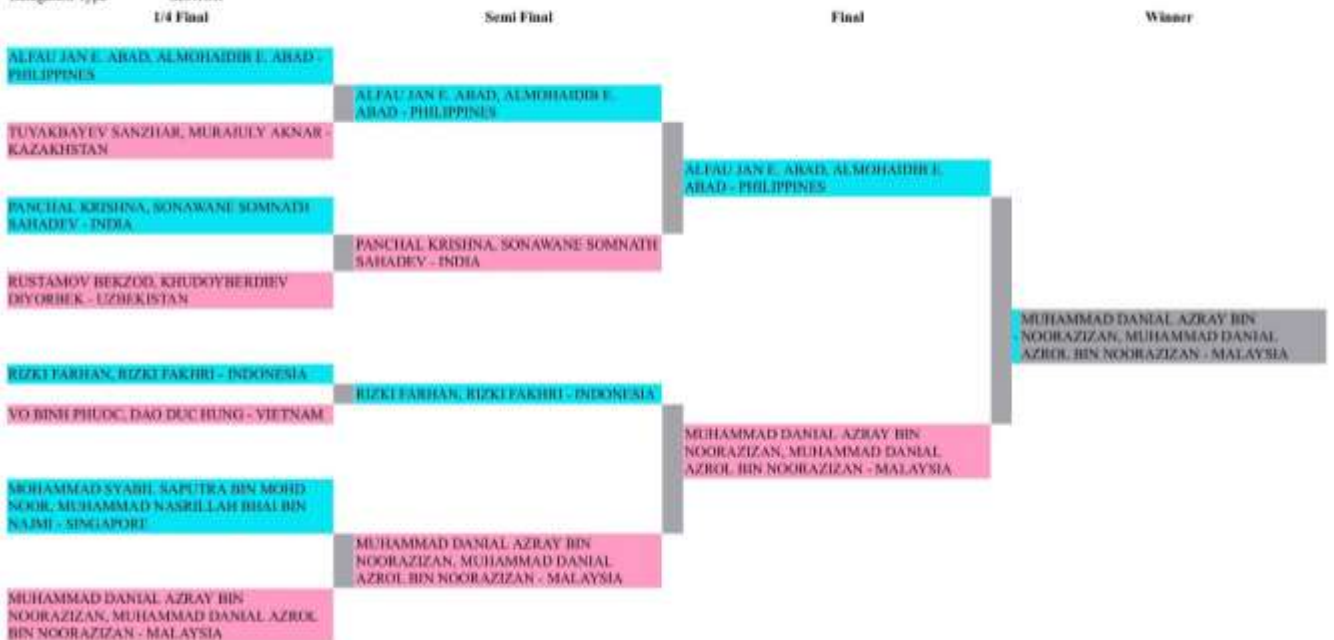 1/4 Final
Semi Final
Final
Winner
ALFAU JAN E. ABAD, ALMOHAIDIB E. ABAD -
PHILIPPINES
TUYAKBAYEV SANZHAR, MURAJULY AKNAR -
KAZAKHSTAN
PANCHAL KRISHNA, SONAWANE SOMNATH
SAHADEV - INDIA
RUSTAMOV BEKZOD, KHUDOYBERDIEV
DIYORBEK - UZBEKISTAN
RIZKI FARHAN, RIZKI FAKHRI - INDONESIA
VO BINH PHUOC, DAO DUC HUNG - VIETNAM
MOHAMMAD SYABIL SAPUTRA BIN MOHD
NOOR, MUHAMMAD NASRILLAH BHAI BIN
NAJMI - SINGAPORE
MUHAMMAD DANIAL AZRAY BIN
NOORAZIZAN, MUHAMMAD DANIAL AZROL
BIN NOORAZIZAN - MALAYSIA
ALFAU JAN E. ABAD, ALMOHAIDIB E.
ABAD - PHILIPPINES
PANCHAL KRISHNA, SONAWANE SOMNATH
SAHADEV - INDIA
RIZKI FARHAN, RIZKI FAKHRI - INDONESIA
MUHAMMAD DANIAL AZRAY BIN
NOORAZIZAN, MUHAMMAD DANIAL
AZROL BIN NOORAZIZAN - MALAYSIA
ALFAU JAN E. ABAD, ALMOHAIDIB E.
ABAD - PHILIPPINES
MUHAMMAD DANIAL AZRAY BIN
NOORAZIZAN, MUHAMMAD DANIAL
AZROL BIN NOORAZIZAN - MALAYSIA
MUHAMMAD DANIAL AZRAY BIN
NOORAZIZAN, MUHAMMAD DANIAL
AZROL BIN NOORAZIZAN - MALAYSIA